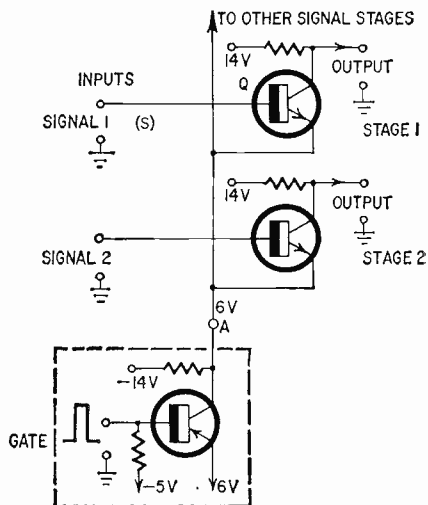 TO OTHER SIGNAL STAGES
14V
OUTPUT
Q
INPUTS
SIGNAL 1 (S)
STAGE 1
14V
OUTPUT
SIGNAL 2
STAGE 2
6V
A
-14V
GATE
-5V
6V